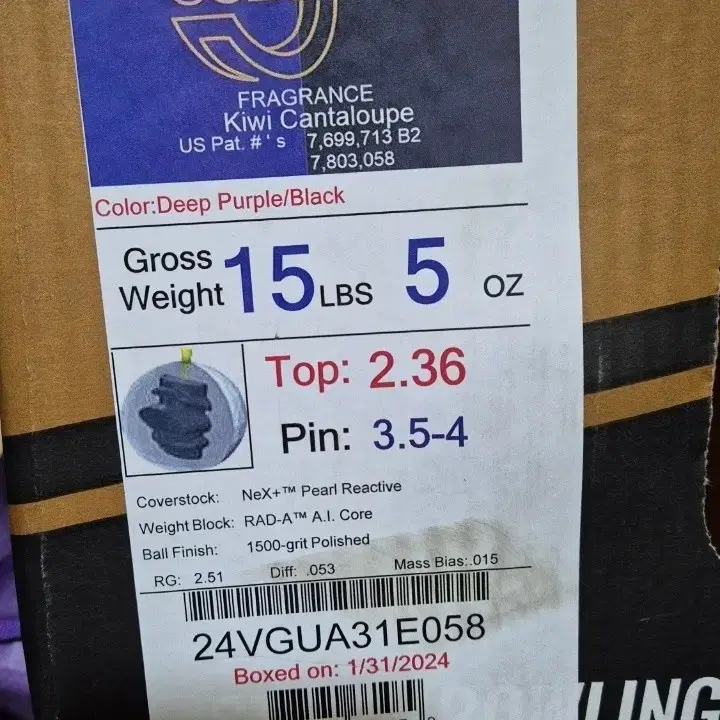 FRAGRANCE
Kiwi Cantaloupe
US Pat. # ' s 7,699,713 B2
7,803,058
Color:Deep Purple/Black
Gross Weight 15 LBS 5 OZ
Top: 2.36
Pin: 3.5-4
Coverstock: NeX+™ Pearl Reactive
Weight Block: RAD-A™ A.I. Core
Ball Finish: 1500-grit Polished
RG: 2.51 Diff: .053 Mass Bias:.015
24VGUA31E058
Boxed on: 1/31/2024